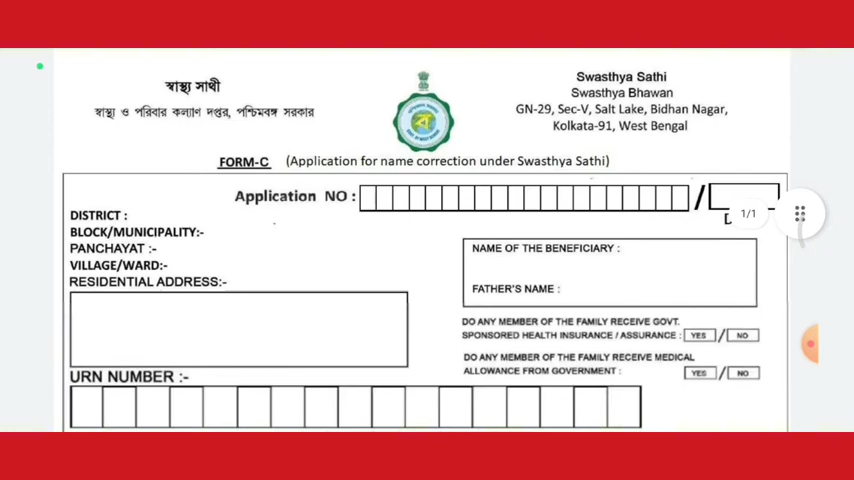 স্বাস্থ্য সাথী
স্বাস্থ্য ও পরিবার কল্যাণ দপ্তর, পশ্চিমবঙ্গ সরকার
Swasthya Sathi
Swasthya Bhawan
GN-29, Sec-V, Salt Lake, Bidhan Nagar,
Kolkata-91, West Bengal
FORM-C (Application for name correction under Swasthya Sathi)
Application NO : /
1/1
DISTRICT :
BLOCK/MUNICIPALITY:-
PANCHAYAT :-
VILLAGE/WARD:-
RESIDENTIAL ADDRESS:-
NAME OF THE BENEFICIARY :
FATHER'S NAME :
DO ANY MEMBER OF THE FAMILY RECEIVE GOVT.
SPONSORED HEALTH INSURANCE / ASSURANCE : YES / NO
DO ANY MEMBER OF THE FAMILY RECEIVE MEDICAL
ALLOWANCE FROM GOVERNMENT : YES / NO
URN NUMBER :-